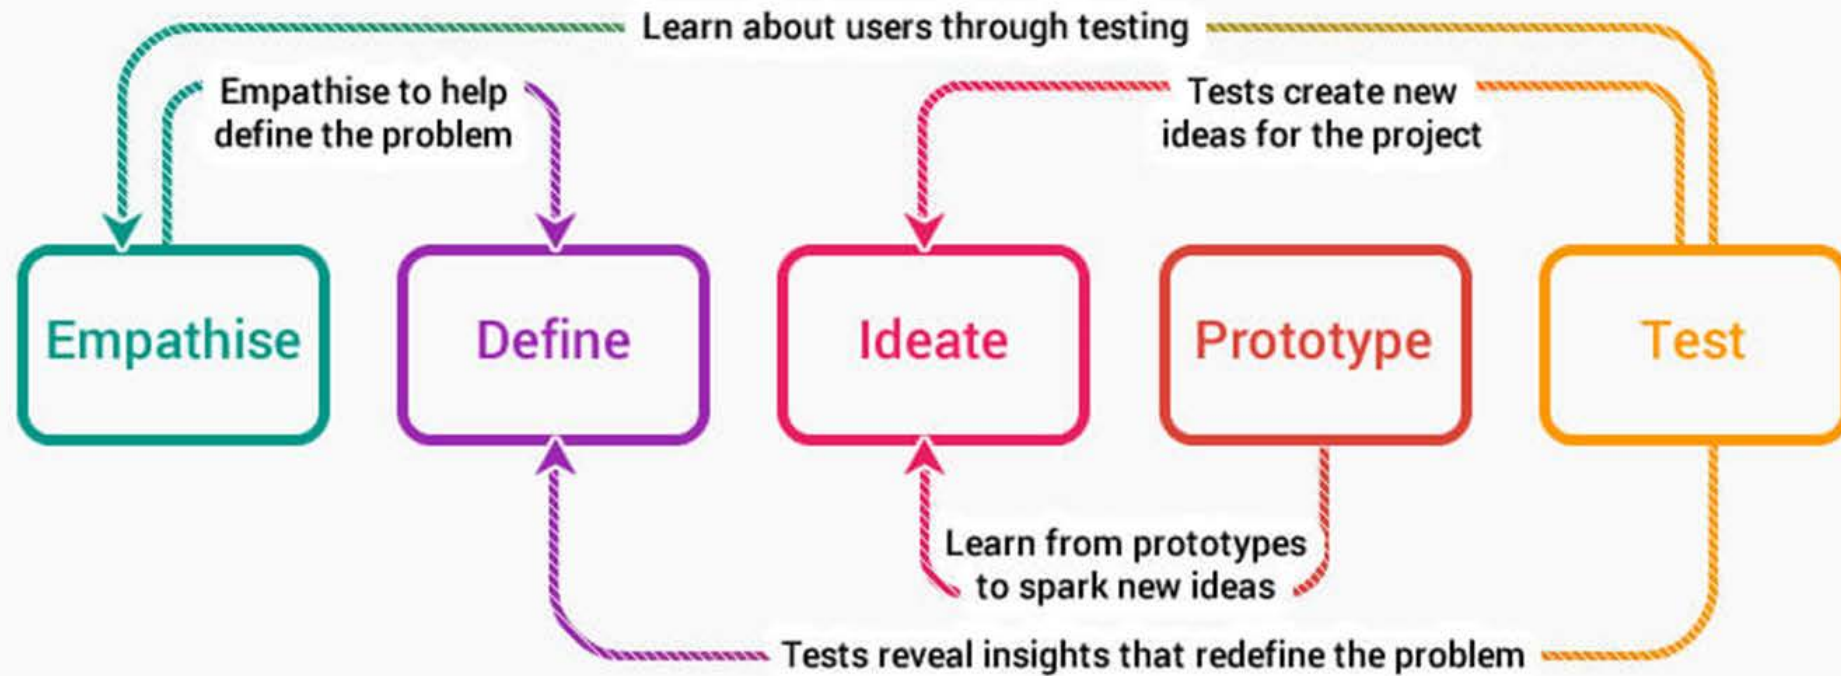 Learn about users through testing
Empathise to help
define the problem
Tests create new
ideas for the project
Empathise
Define
Ideate
Prototype
Test
Learn from prototypes
to spark new ideas
Tests reveal insights that redefine the problem